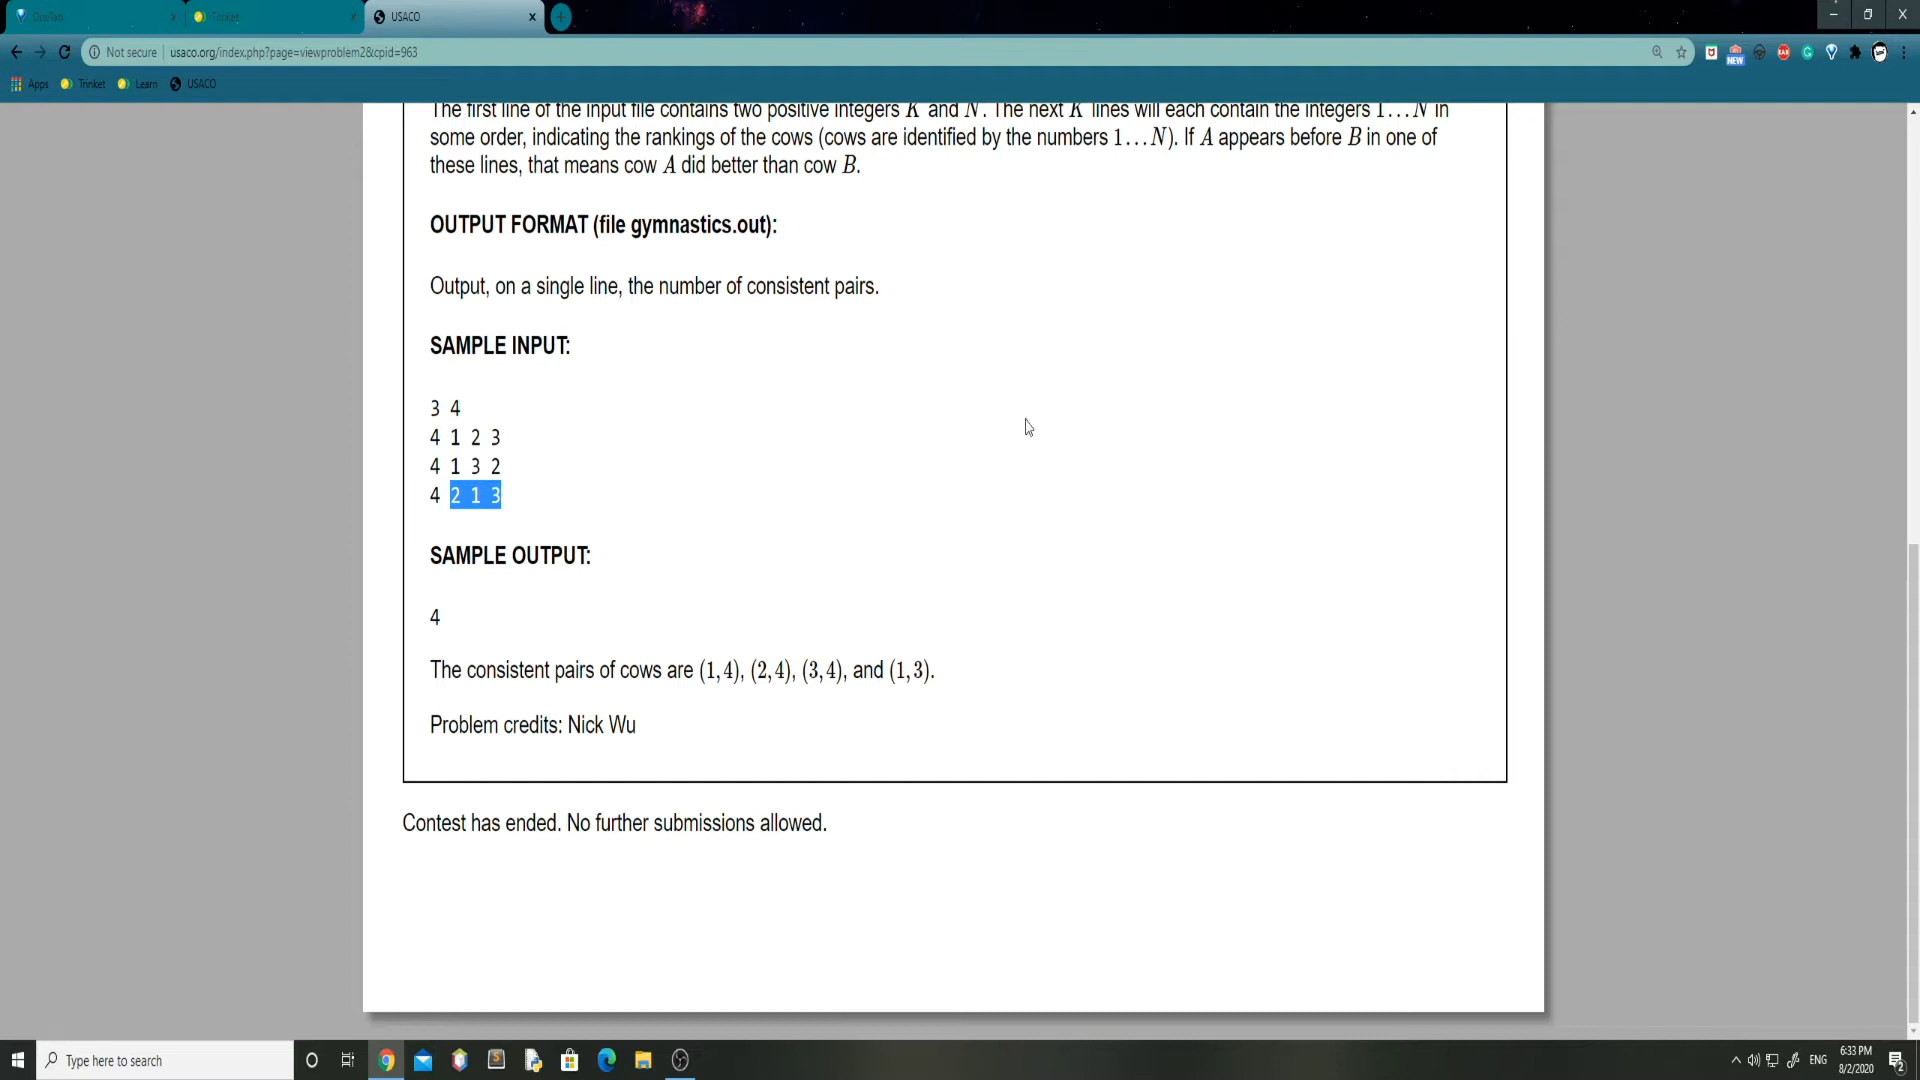 OneTab
Trinket
USACO
Not secure
usaco.org/index.php?page=viewproblem2&cpid=963
NEW
Apps
Trinket
Learn
USACO
The first line of the input file contains two positive integers K and N. The next K lines will each contain the integers 1…N in
some order, indicating the rankings of the cows (cows are identified by the numbers 1…N). If A appears before B in one of
these lines, that means cow A did better than cow B.
OUTPUT FORMAT (file gymnastics.out):
Output, on a single line, the number of consistent pairs.
SAMPLE INPUT:
3 4
4 1 2 3
4 1 3 2
4 2 1 3
SAMPLE OUTPUT:
4
The consistent pairs of cows are (1,4), (2,4), (3,4), and (1,3).
Problem credits: Nick Wu
Contest has ended. No further submissions allowed.
Type here to search
ENG
6:33 PM
8/2/2020
2